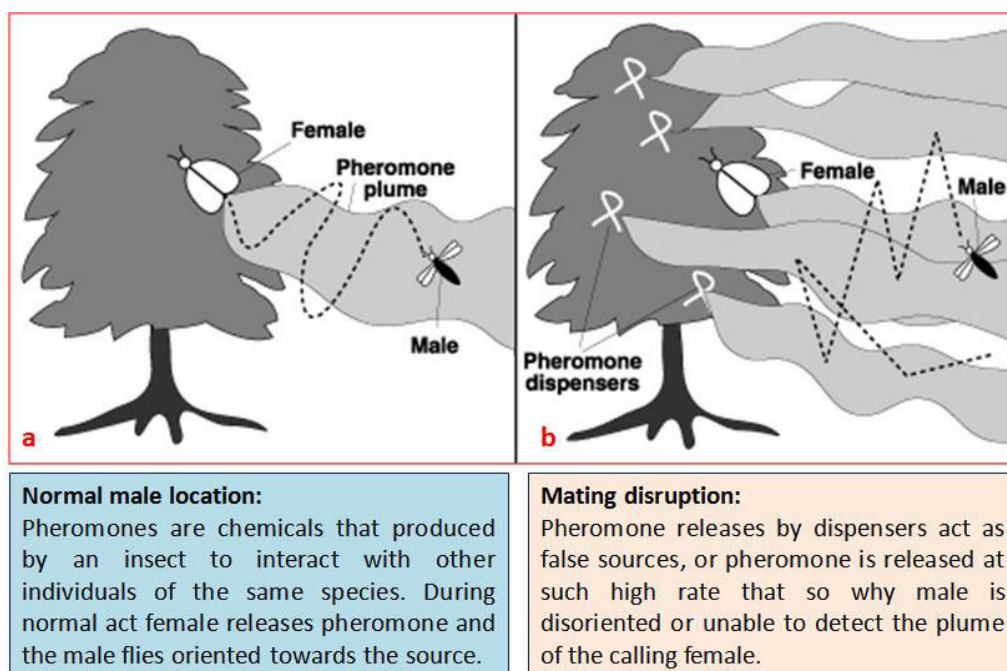 Female
Pheromone
plume
Male
a
Female
Male
Pheromone
dispensers
b
Normal male location:
Pheromones are chemicals that produced
by an insect to interact with other
individuals of the same species. During
normal act female releases pheromone and
the male flies oriented towards the source.
Mating disruption:
Pheromone releases by dispensers act as
false sources, or pheromone is released at
such high rate that so why male is
disoriented or unable to detect the plume
of the calling female.